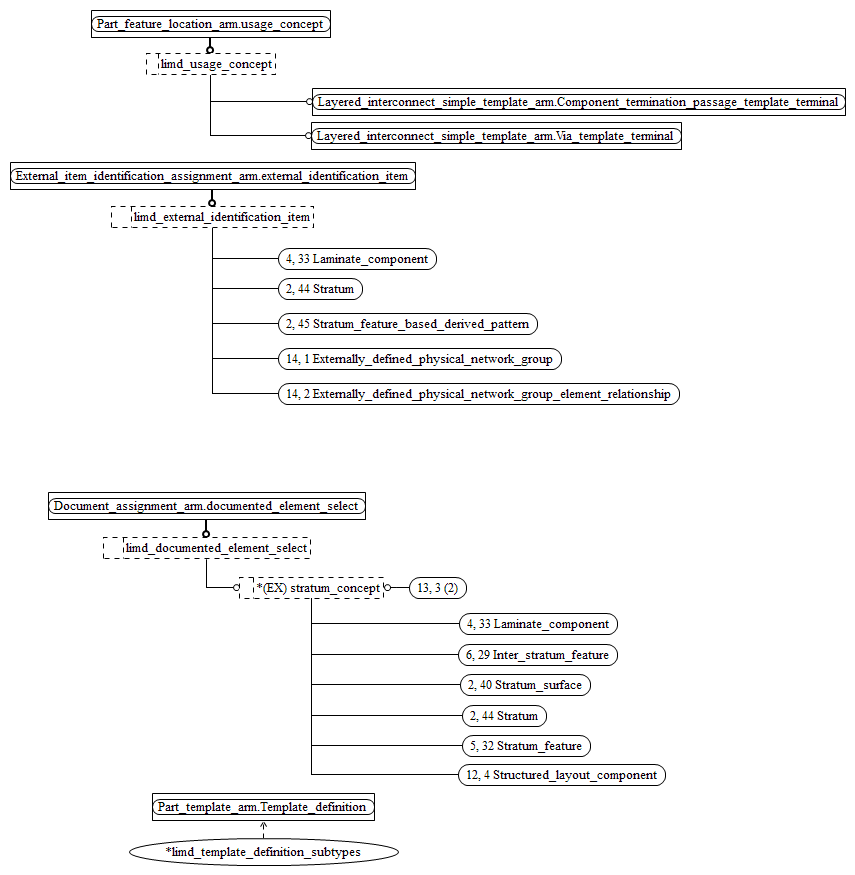 Part_feature_location_arm.usage_concept
limd_usage_concept
Layered_interconnect_simple_template_arm.Component_termination_passage_template_terminal
Layered_interconnect_simple_template_arm.Via_template_terminal
External_item_identification_assignment_arm.external_identification_item
limd_external_identification_item
4, 33 Laminate_component
2, 44 Stratum
2, 45 Stratum_feature_based_derived_pattern
14, 1 Externally_defined_physical_network_group
14, 2 Externally_defined_physical_network_group_element_relationship
Document_assignment_arm.documented_element_select
limd_documented_element_select
*(EX) stratum_concept
13, 3 (2)
4, 33 Laminate_component
6, 29 Inter_stratum_feature
2, 40 Stratum_surface
2, 44 Stratum
5, 32 Stratum_feature
12, 4 Structured_layout_component
Part_template_arm.Template_definition
*limd_template_definition_subtypes